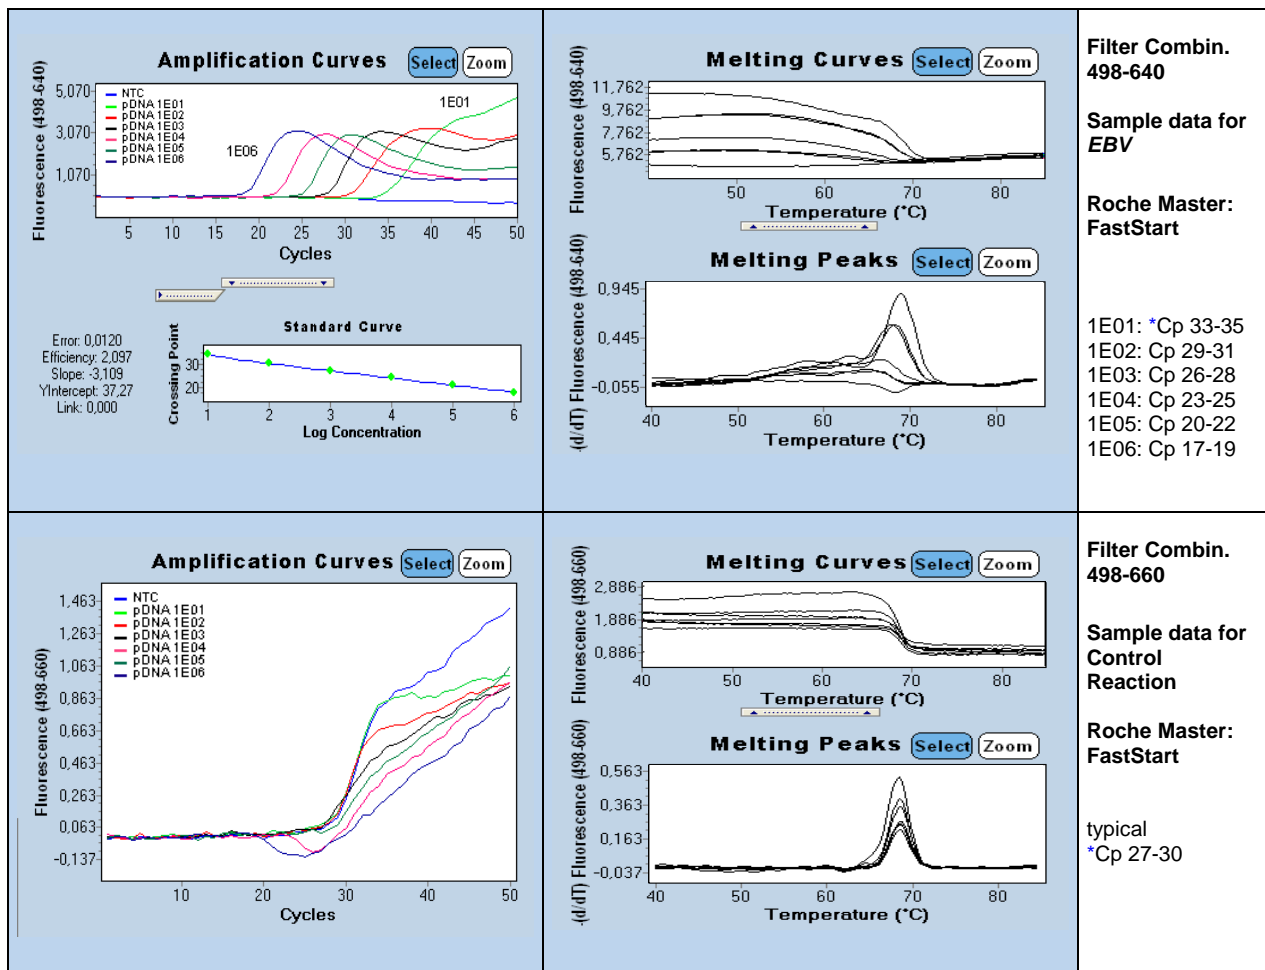 Amplification Curves Select Zoom
Fluorescence (498-640)
5,070
3,070
1,070
NTC
pDNA 1E01
pDNA 1E02
pDNA 1E03
pDNA 1E04
pDNA 1E05
pDNA 1E06
1E01
1E06
5 10 15 20 25 30 35 40 45 50
Cycles
Error: 0,0120
Efficiency: 2,097
Slope: -3,109
YIntercept: 37,27
Link: 0,000
Standard Curve
Crossing Point
30
20
1 2 3 4 5 6
Log Concentration
Melting Curves Select Zoom
Fluorescence (498-640)
11,762
9,762
7,762
5,762
50 60 70 80
Temperature (°C)
Melting Peaks Select Zoom
-(d/dT) Fluorescence (498-640)
0,945
0,445
-0,055
40 50 60 70 80
Temperature (°C)
Filter Combin.
498-640
Sample data for
EBV
Roche Master:
FastStart
1E01: *Cp 33-35
1E02: Cp 29-31
1E03: Cp 26-28
1E04: Cp 23-25
1E05: Cp 20-22
1E06: Cp 17-19
Amplification Curves Select Zoom
Fluorescence (498-660)
1,463
1,263
1,063
0,863
0,663
0,463
0,263
0,063
-0,137
NTC
pDNA 1E01
pDNA 1E02
pDNA 1E03
pDNA 1E04
pDNA 1E05
pDNA 1E06
10 20 30 40 50
Cycles
Melting Curves Select Zoom
Fluorescence (498-660)
2,886
1,886
0,886
40 50 60 70 80
Temperature (°C)
Melting Peaks Select Zoom
-(d/dT) Fluorescence (498-660)
0,563
0,363
0,163
-0,037
40 50 60 70 80
Temperature (°C)
Filter Combin.
498-660
Sample data for
Control
Reaction
Roche Master:
FastStart
typical
*Cp 27-30